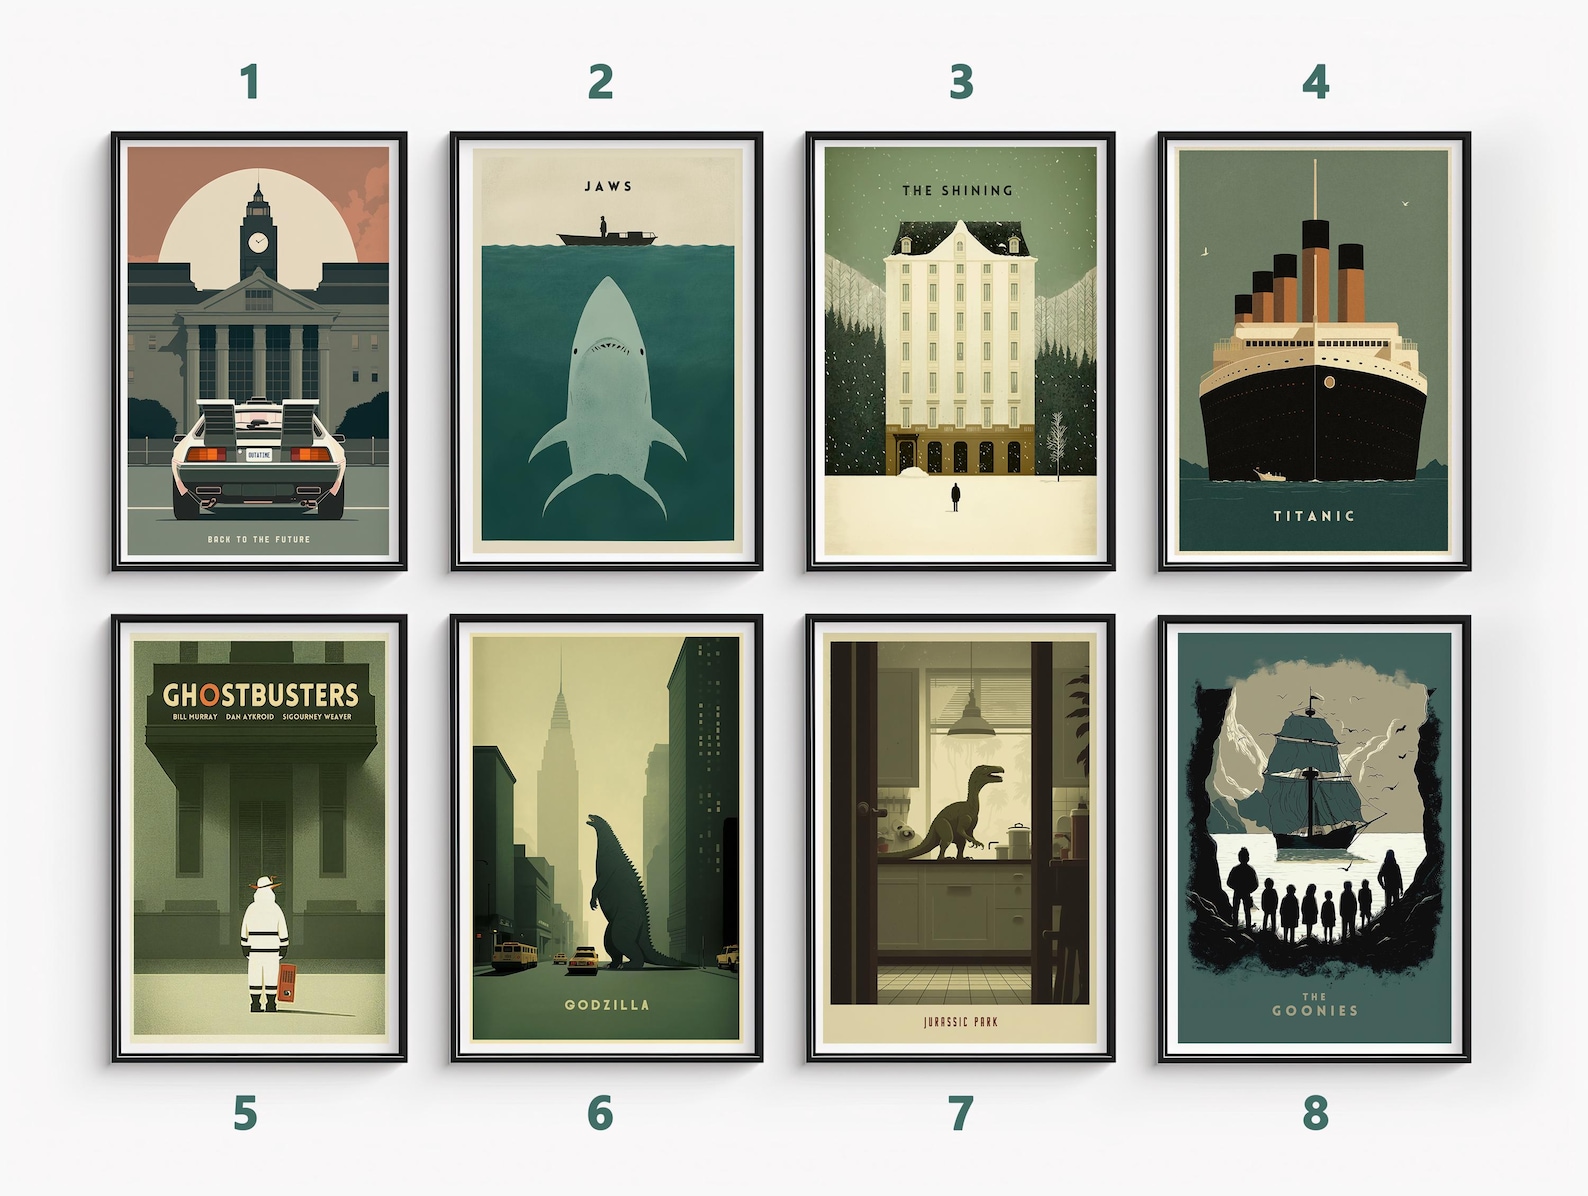 1
2
3
4
OUTATIME
BACK TO THE FUTURE
JAWS
THE SHINING
TITANIC
GHOSTBUSTERS
BILL MURRAY DAN AYKROID SIGOURNEY WEAVER
GODZILLA
JURASSIC PARK
THE
GOONIES
5
6
7
8